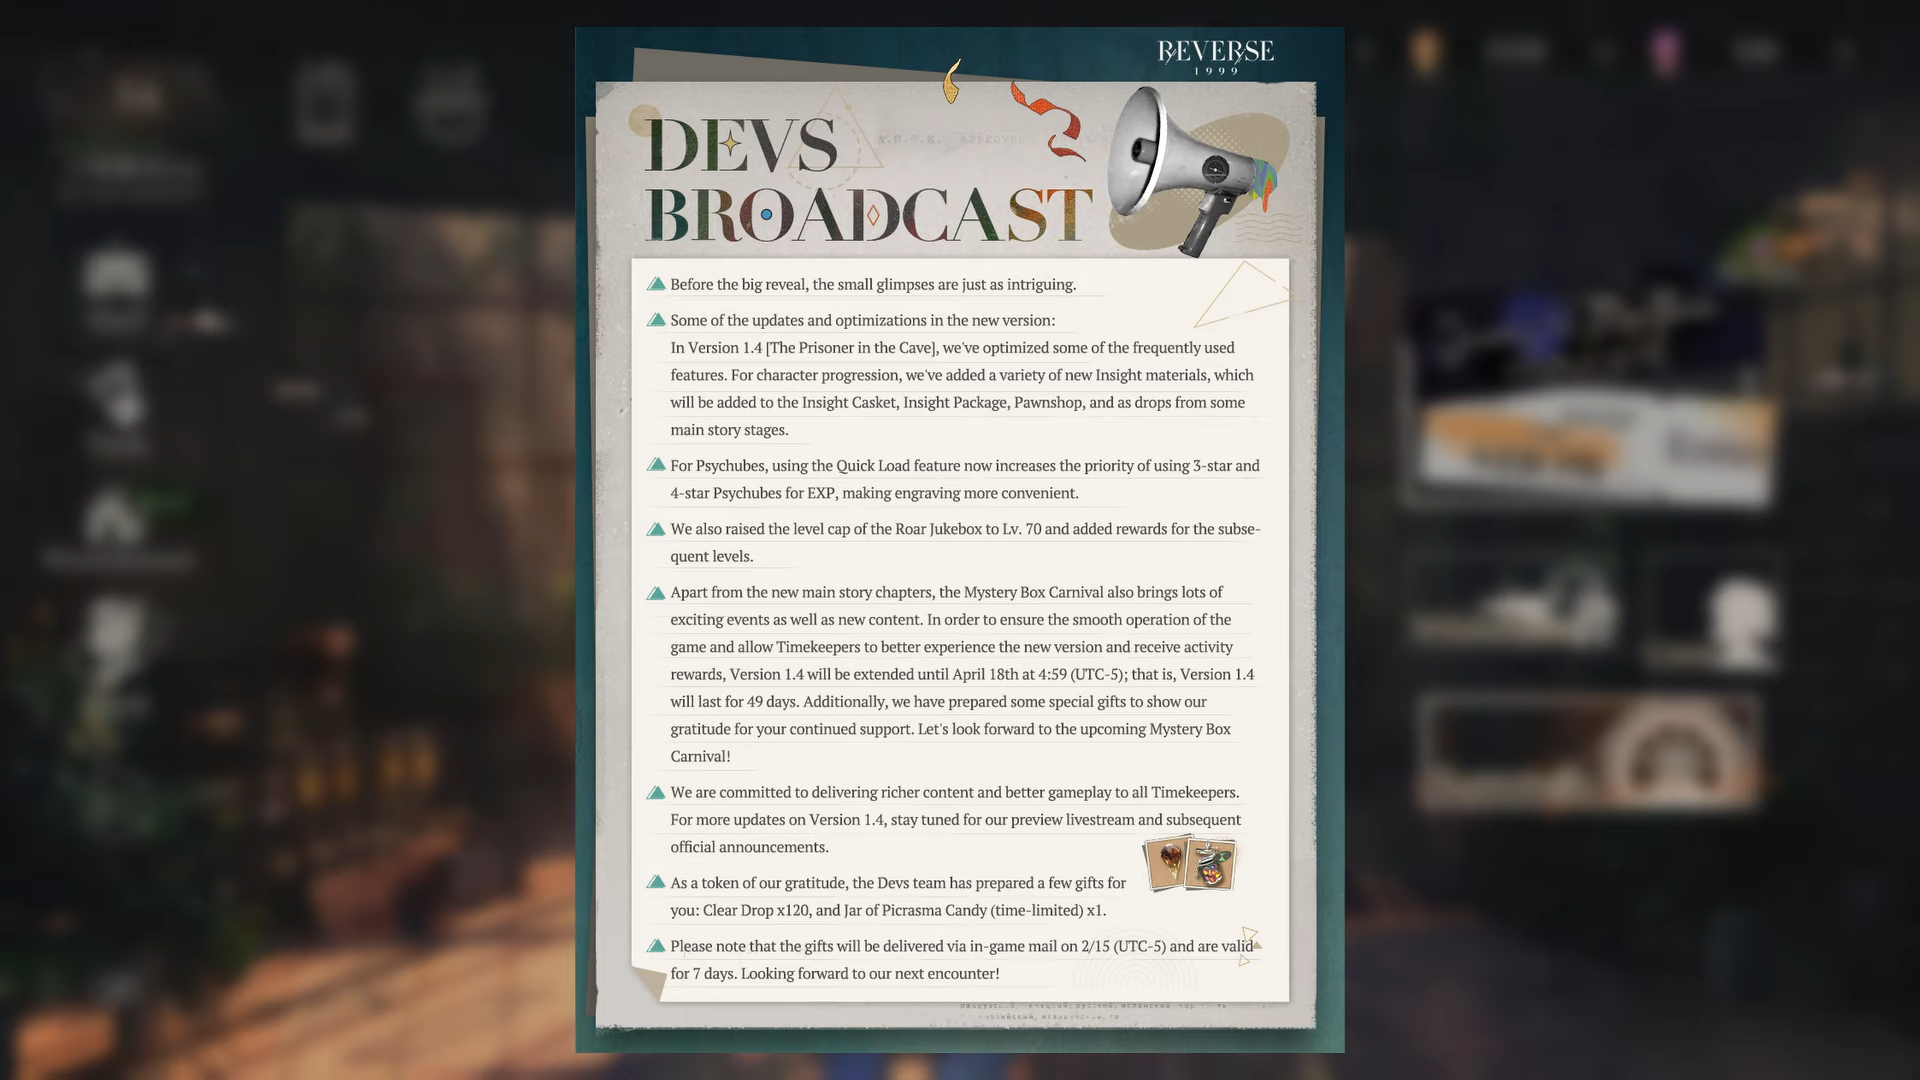 REVERSE
1999
DEVS
BROADCAST
Before the big reveal, the small glimpses are just as intriguing.
Some of the updates and optimizations in the new version:
In Version 1.4 [The Prisoner in the Cave], we've optimized some of the frequently used
features. For character progression, we've added a variety of new Insight materials, which
will be added to the Insight Casket, Insight Package, Pawnshop, and as drops from some
main story stages.
For Psychubes, using the Quick Load feature now increases the priority of using 3-star and
4-star Psychubes for EXP, making engraving more convenient.
We also raised the level cap of the Roar Jukebox to Lv. 70 and added rewards for the subse-
quent levels.
Apart from the new main story chapters, the Mystery Box Carnival also brings lots of
exciting events as well as new content. In order to ensure the smooth operation of the
game and allow Timekeepers to better experience the new version and receive activity
rewards, Version 1.4 will be extended until April 18th at 4:59 (UTC-5); that is, Version 1.4
will last for 49 days. Additionally, we have prepared some special gifts to show our
gratitude for your continued support. Let's look forward to the upcoming Mystery Box
Carnival!
We are committed to delivering richer content and better gameplay to all Timekeepers.
For more updates on Version 1.4, stay tuned for our preview livestream and subsequent
official announcements.
As a token of our gratitude, the Devs team has prepared a few gifts for
you: Clear Drop x120, and Jar of Picrasma Candy (time-limited) x1.
Please note that the gifts will be delivered via in-game mail on 2/15 (UTC-5) and are valid
for 7 days. Looking forward to our next encounter!